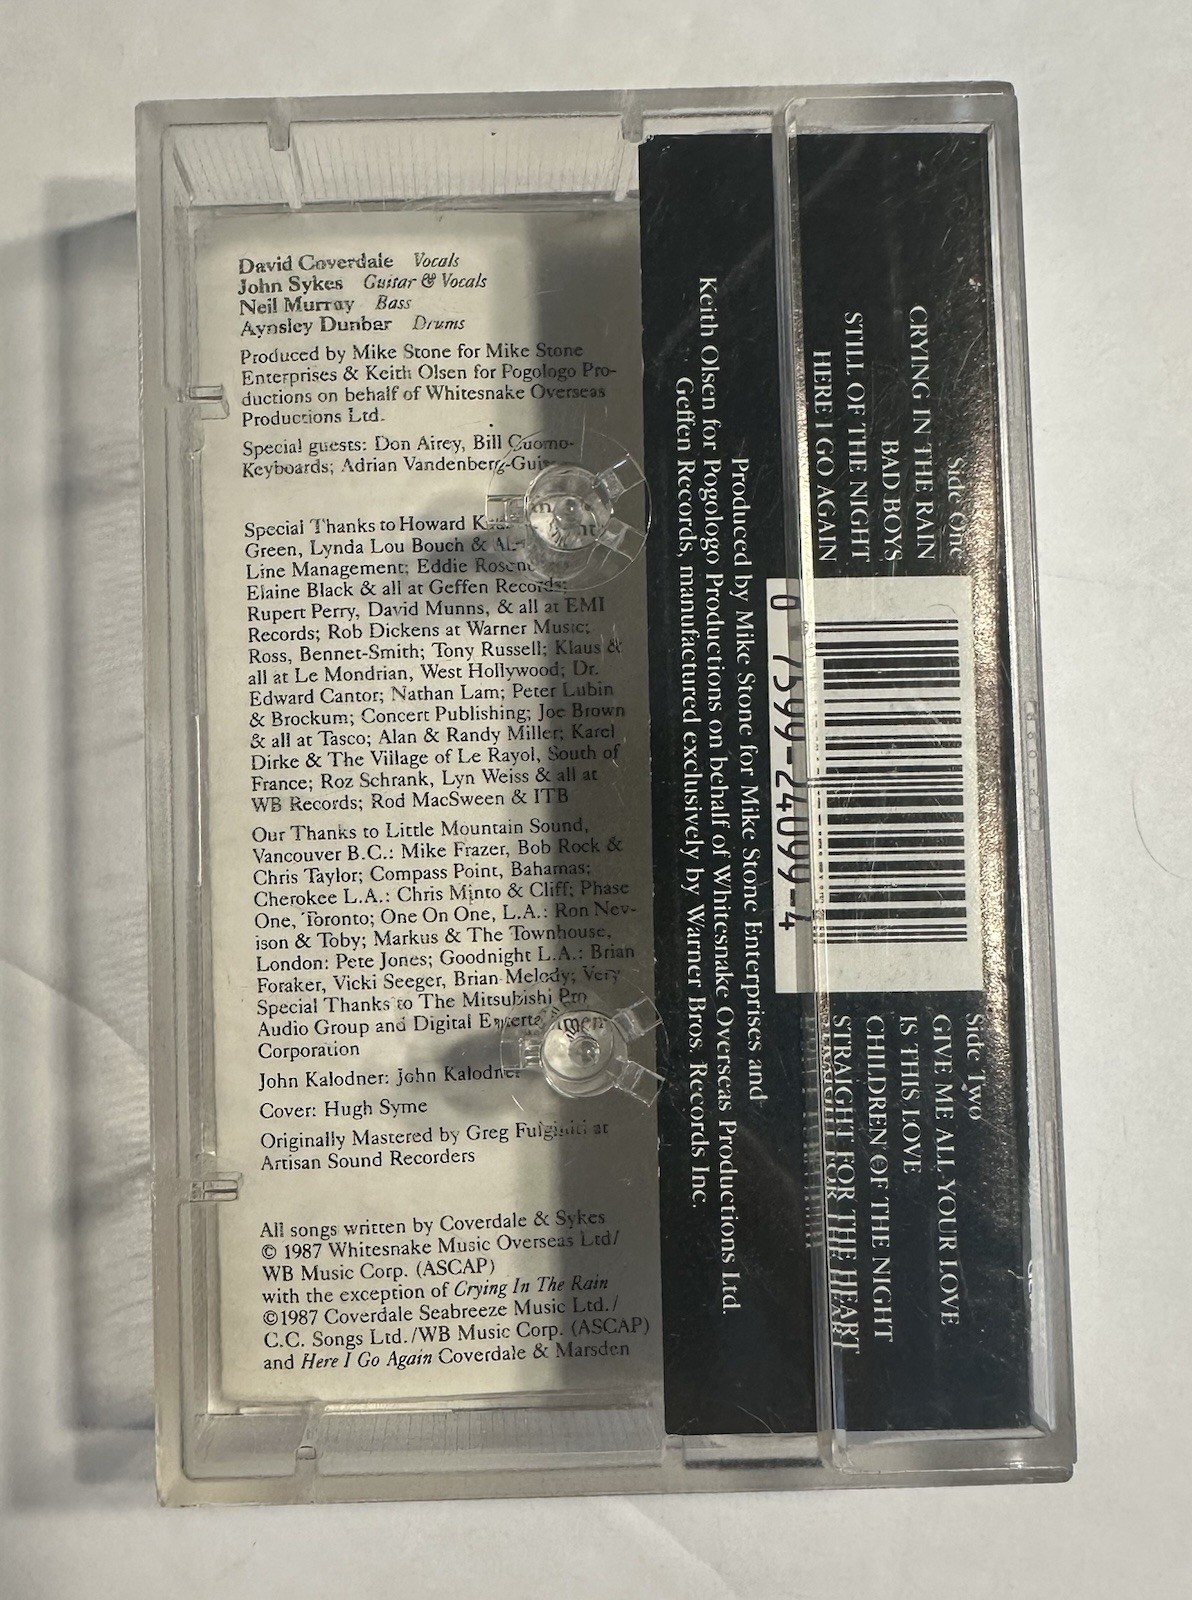 David Coverdale Vocals
John Sykes Guitar & Vocals
Neil Murray Bass
Aynsley Dunbar Drums
Produced by Mike Stone for Mike Stone
Enterprises & Keith Olsen for Pogologo Pro-
ductions on behalf of Whitesnake Overseas
Productions Ltd.
Special guests: Don Airey, Bill Cuomo-
Keyboards; Adrian Vandenberg-
Special Thanks to Howard
Green, Lynda Lou Bouch &
Line Management; Eddie
Elaine Black & all at Geffen Records;
Rupert Perry, David Munns, & all at EMI
Records; Rob Dickens at Warner Music;
Ross, Bennet-Smith; Tony Russell; Klaus &
all at Le Mondrian, West Hollywood; Dr.
Edward Cantor; Nathan Lam; Peter Lubin
& Brockum; Concert Publishing; Joe Brown
& all at Tasco; Alan & Randy Miller; Karel
Dirke & The Village of Le Rayol, South of
France; Roz Schrank, Lyn Weiss & all at
WB Records; Rod MacSween & ITB
Our Thanks to Little Mountain Sound,
Vancouver B.C.: Mike Frazer, Bob Rock &
Chris Taylor; Compass Point, Bahamas;
Cherokee L.A.: Chris Minto & Cliff; Phase
One, Toronto; One On One, L.A.: Ron Nev-
ison & Toby; Markus & The Townhouse,
London: Pete Jones; Goodnight L.A.: Brian
Foraker, Vicki Seeger, Brian Melody; Very
Special Thanks to The Mitsubishi Pro
Audio Group and Digital
Corporation
John Kalodner: John Kalodner
Cover: Hugh Syme
Originally Mastered by Greg Fulginiti at
Artisan Sound Recorders
All songs written by Coverdale & Sykes
© 1987 Whitesnake Music Overseas Ltd/
WB Music Corp. (ASCAP)
with the exception of Crying In The Rain
©1987 Coverdale Seabreeze Music Ltd./
C.C. Songs Ltd./WB Music Corp. (ASCAP)
and Here I Go Again Coverdale & Marsden
Side One
CRYING IN THE RAIN
BAD BOYS
STILL OF THE NIGHT
HERE I GO AGAIN
0 7599-24099-4
Side Two
GIVE ME ALL YOUR LOVE
IS THIS LOVE
CHILDREN OF THE NIGHT
STRAIGHT FOR THE HEART
Produced by Mike Stone for Mike Stone Enterprises and
Keith Olsen for Pogologo Productions on behalf of Whitesnake Overseas Productions Ltd.
Geffen Records, manufactured exclusively by Warner Bros. Records Inc.